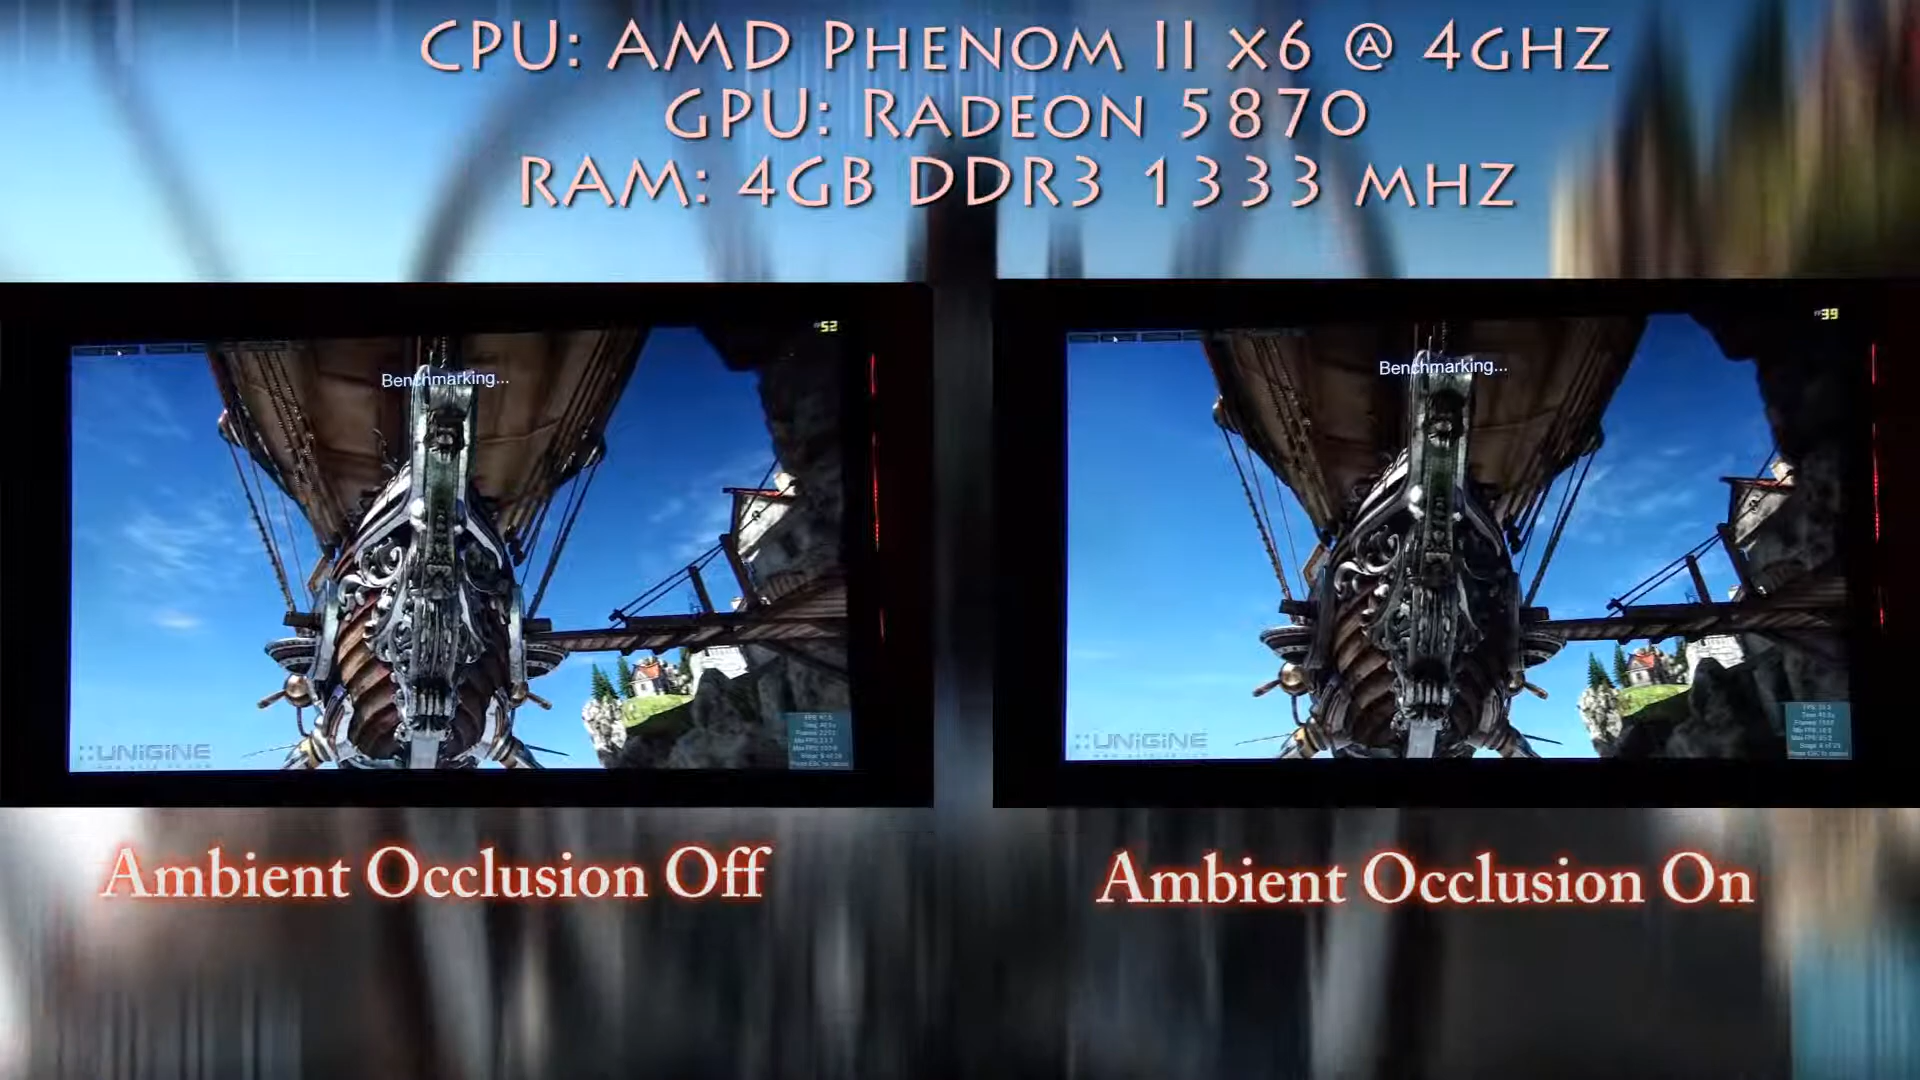 CPU: AMD PHENOM II X6 @ 4GHZ
GPU: RADEON 5870
RAM: 4GB DDR3 1333 MHZ
52
39
Benchmarking...
Benchmarking...
UNiGiNE
UNiGiNE
Ambient Occlusion Off
Ambient Occlusion On